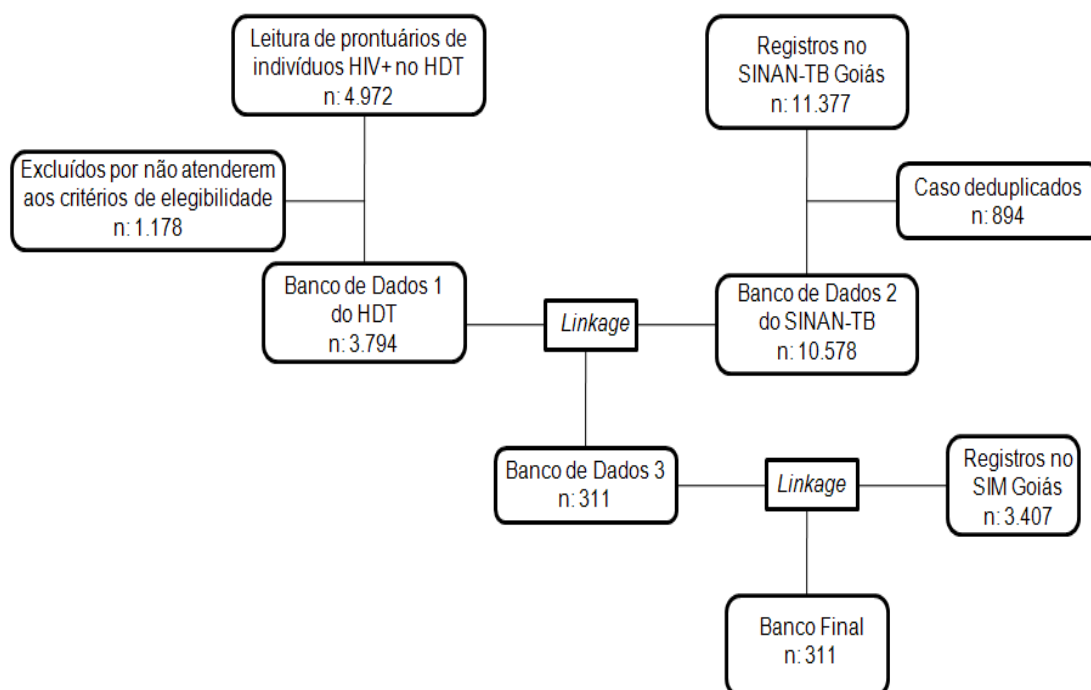 Leitura de prontuários de
indivíduos HIV+ no HDT
n: 4.972
Registros no
SINAN-TB Goiás
n: 11.377
Excluídos por não atenderem
aos critérios de elegibilidade
n: 1.178
Caso deduplicados
n: 894
Banco de Dados 1
do HDT
n: 3.794
Linkage
Banco de Dados 2
do SINAN-TB
n: 10.578
Banco de Dados 3
n: 311
Linkage
Registros no
SIM Goiás
n: 3.407
Banco Final
n: 311